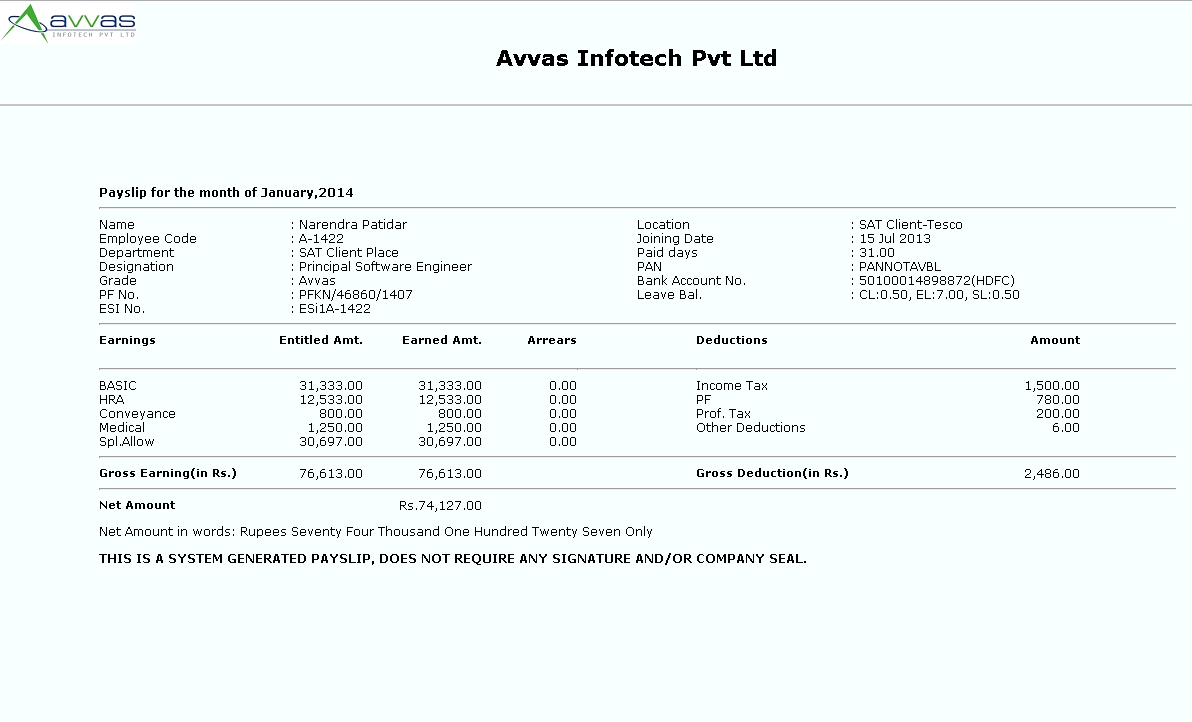 avvas
INFOTECH PVT LTD
Avvas Infotech Pvt Ltd
Payslip for the month of January,2014
Name : Narendra Patidar Location : SAT Client-Tesco
Employee Code : A-1422 Joining Date : 15 Jul 2013
Department : SAT Client Place Paid days : 31.00
Designation : Principal Software Engineer PAN : PANNOTAVBL
Grade : Avvas Bank Account No. : 50100014898872(HDFC)
PF No. : PFKN/46860/1407 Leave Bal. : CL:0.50, EL:7.00, SL:0.50
ESI No. : ESi1A-1422
Earnings Entitled Amt. Earned Amt. Arrears Deductions Amount
BASIC 31,333.00 31,333.00 0.00 Income Tax 1,500.00
HRA 12,533.00 12,533.00 0.00 PF 780.00
Conveyance 800.00 800.00 0.00 Prof. Tax 200.00
Medical 1,250.00 1,250.00 0.00 Other Deductions 6.00
Spl.Allow 30,697.00 30,697.00 0.00
Gross Earning(in Rs.) 76,613.00 76,613.00 Gross Deduction(in Rs.) 2,486.00
Net Amount Rs.74,127.00
Net Amount in words: Rupees Seventy Four Thousand One Hundred Twenty Seven Only
THIS IS A SYSTEM GENERATED PAYSLIP, DOES NOT REQUIRE ANY SIGNATURE AND/OR COMPANY SEAL.